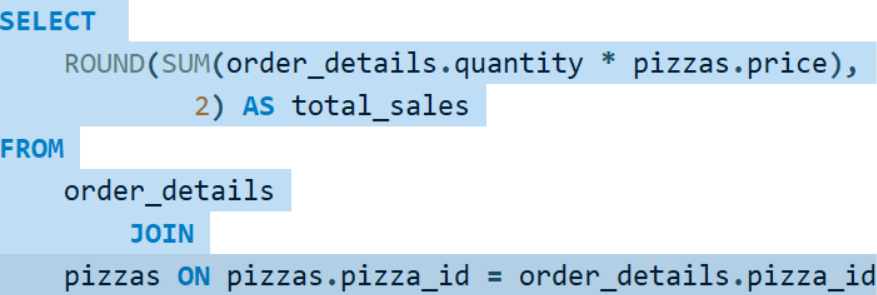 SELECT
ROUND(SUM(order_details.quantity * pizzas.price),
2) AS total_sales
FROM
order_details
JOIN
pizzas ON pizzas.pizza_id = order_details.pizza_id